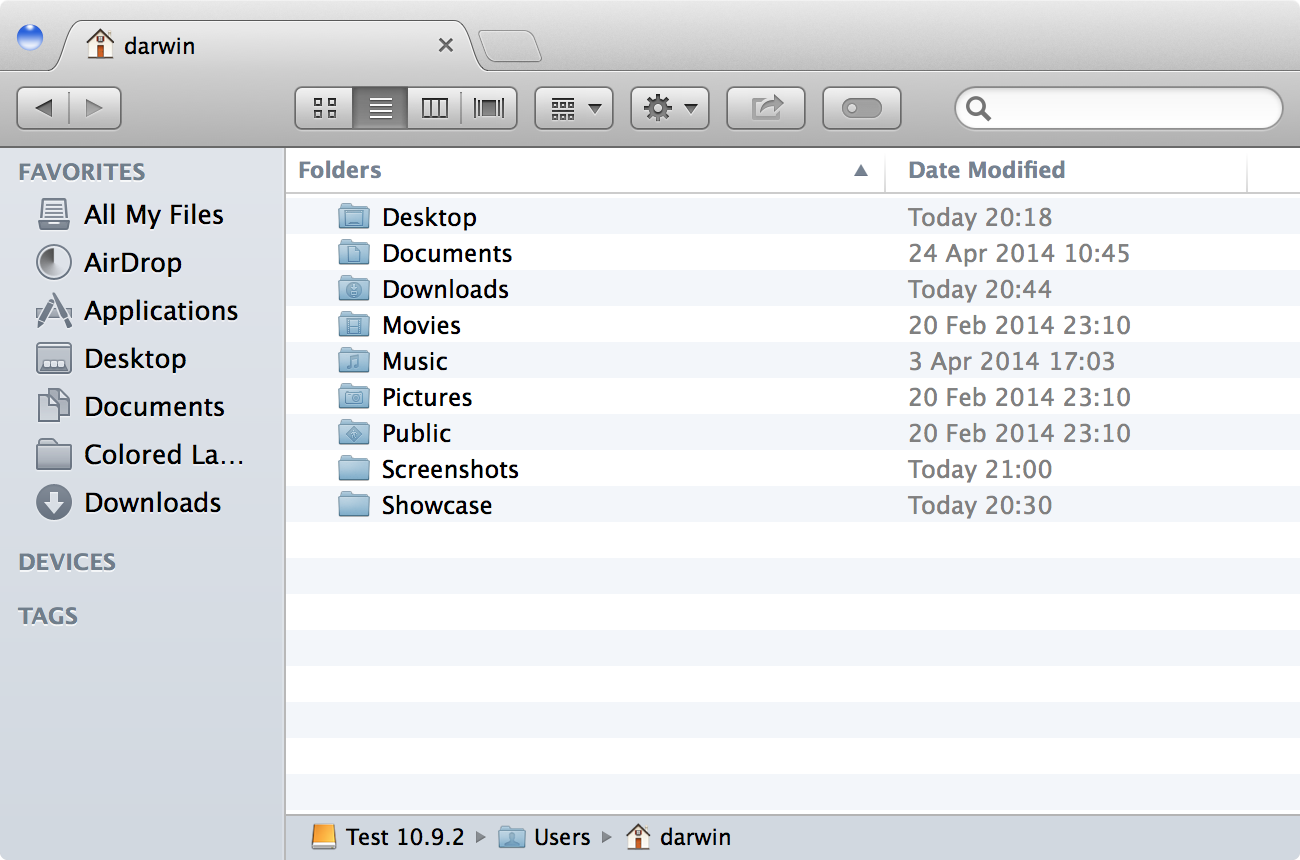 darwin
FAVORITES
All My Files
AirDrop
Applications
Desktop
Documents
Colored La...
Downloads
DEVICES
TAGS
Folders Date Modified
Desktop Today 20:18
Documents 24 Apr 2014 10:45
Downloads Today 20:44
Movies 20 Feb 2014 23:10
Music 3 Apr 2014 17:03
Pictures 20 Feb 2014 23:10
Public 20 Feb 2014 23:10
Screenshots Today 21:00
Showcase Today 20:30
Test 10.9.2 Users darwin